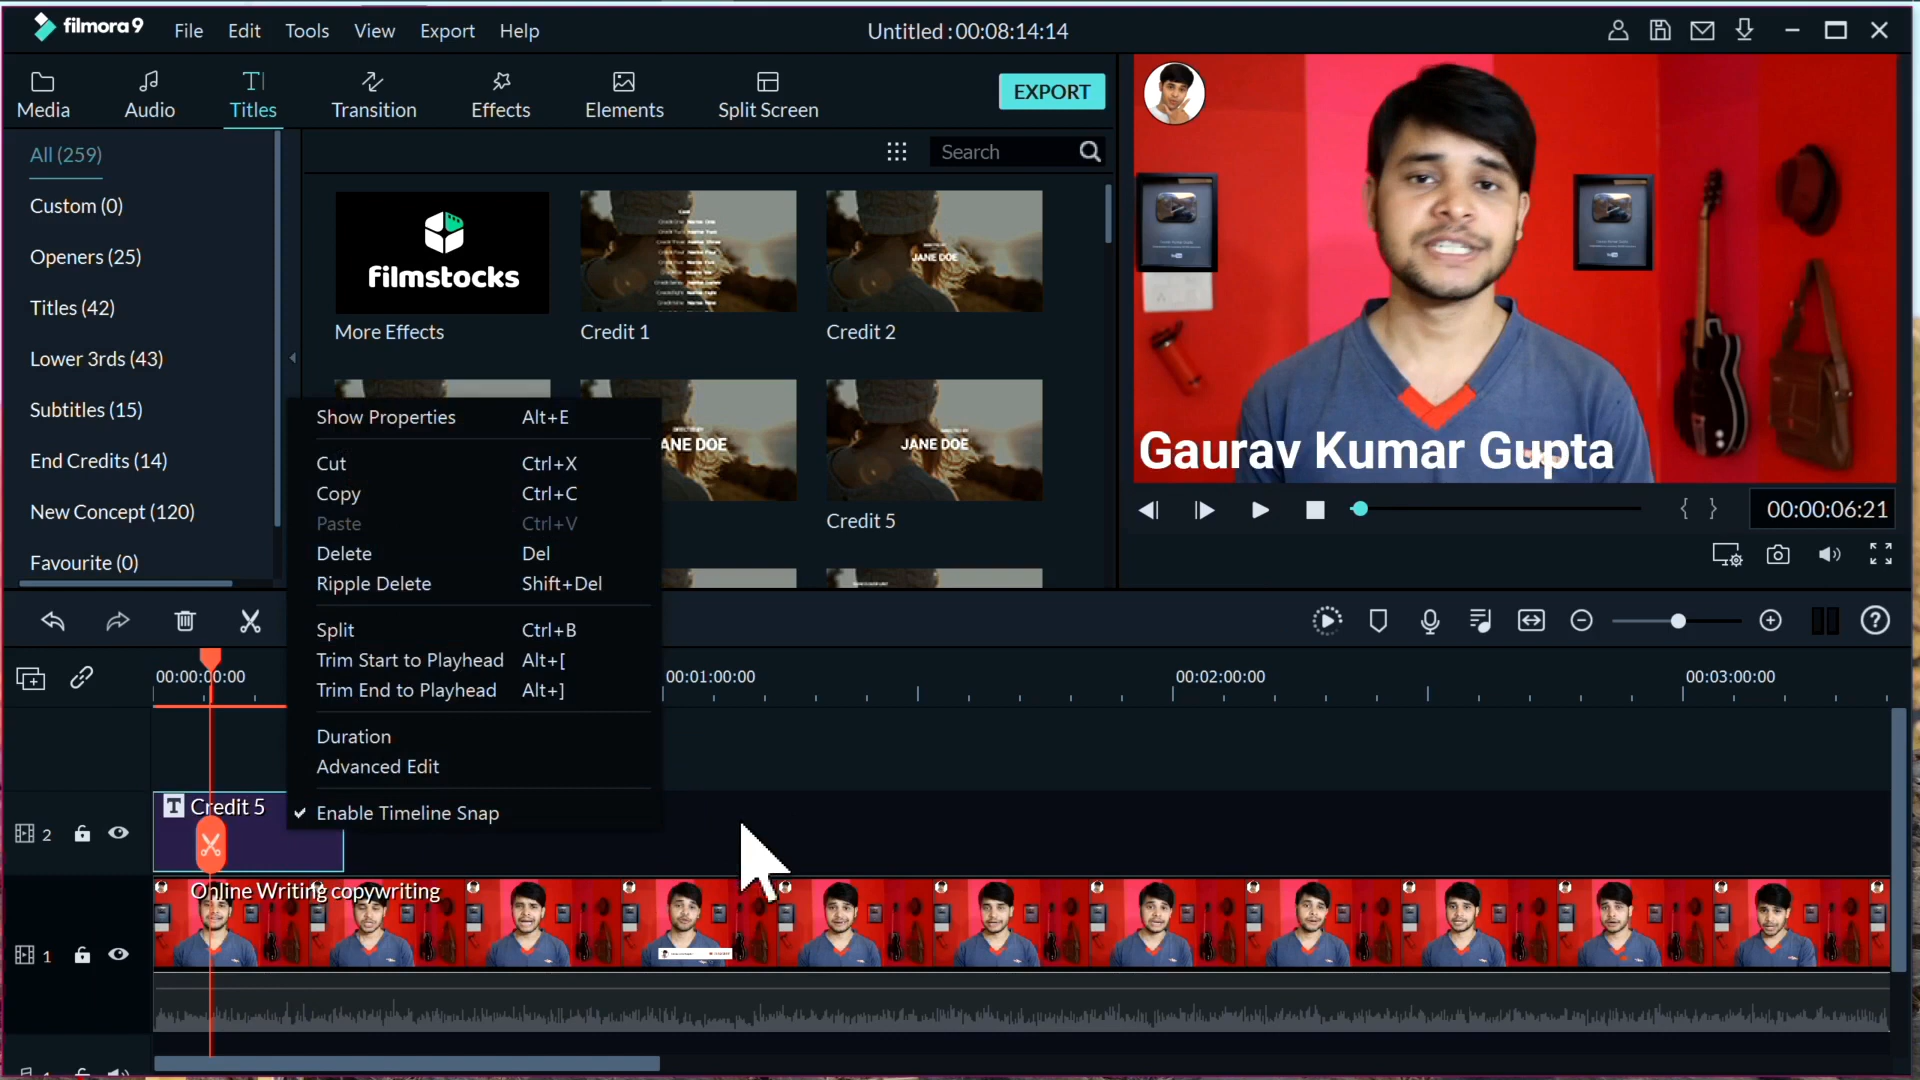 filmora9
File Edit Tools View Export Help
Untitled : 00:08:14:14
Media
Audio
Titles
Transition
Effects
Elements
Split Screen
EXPORT
All (259)
Custom (0)
Openers (25)
Titles (42)
Lower 3rds (43)
Subtitles (15)
End Credits (14)
New Concept (120)
Favourite (0)
Search
filmstocks
More Effects
Credit 1
JANE DOE
Credit 2
ANE DOE
JANE DOE
Credit 5
Show Properties Alt+E
Cut Ctrl+X
Copy Ctrl+C
Paste Ctrl+V
Delete Del
Ripple Delete Shift+Del
Split Ctrl+B
Trim Start to Playhead Alt+[
Trim End to Playhead Alt+]
Duration
Advanced Edit
Enable Timeline Snap
Gaurav Kumar Gupta
00:00:06:21
00:00:00:00
00:01:00:00
00:02:00:00
00:03:00:00
T Credit 5
2
Online Writing copywriting
1